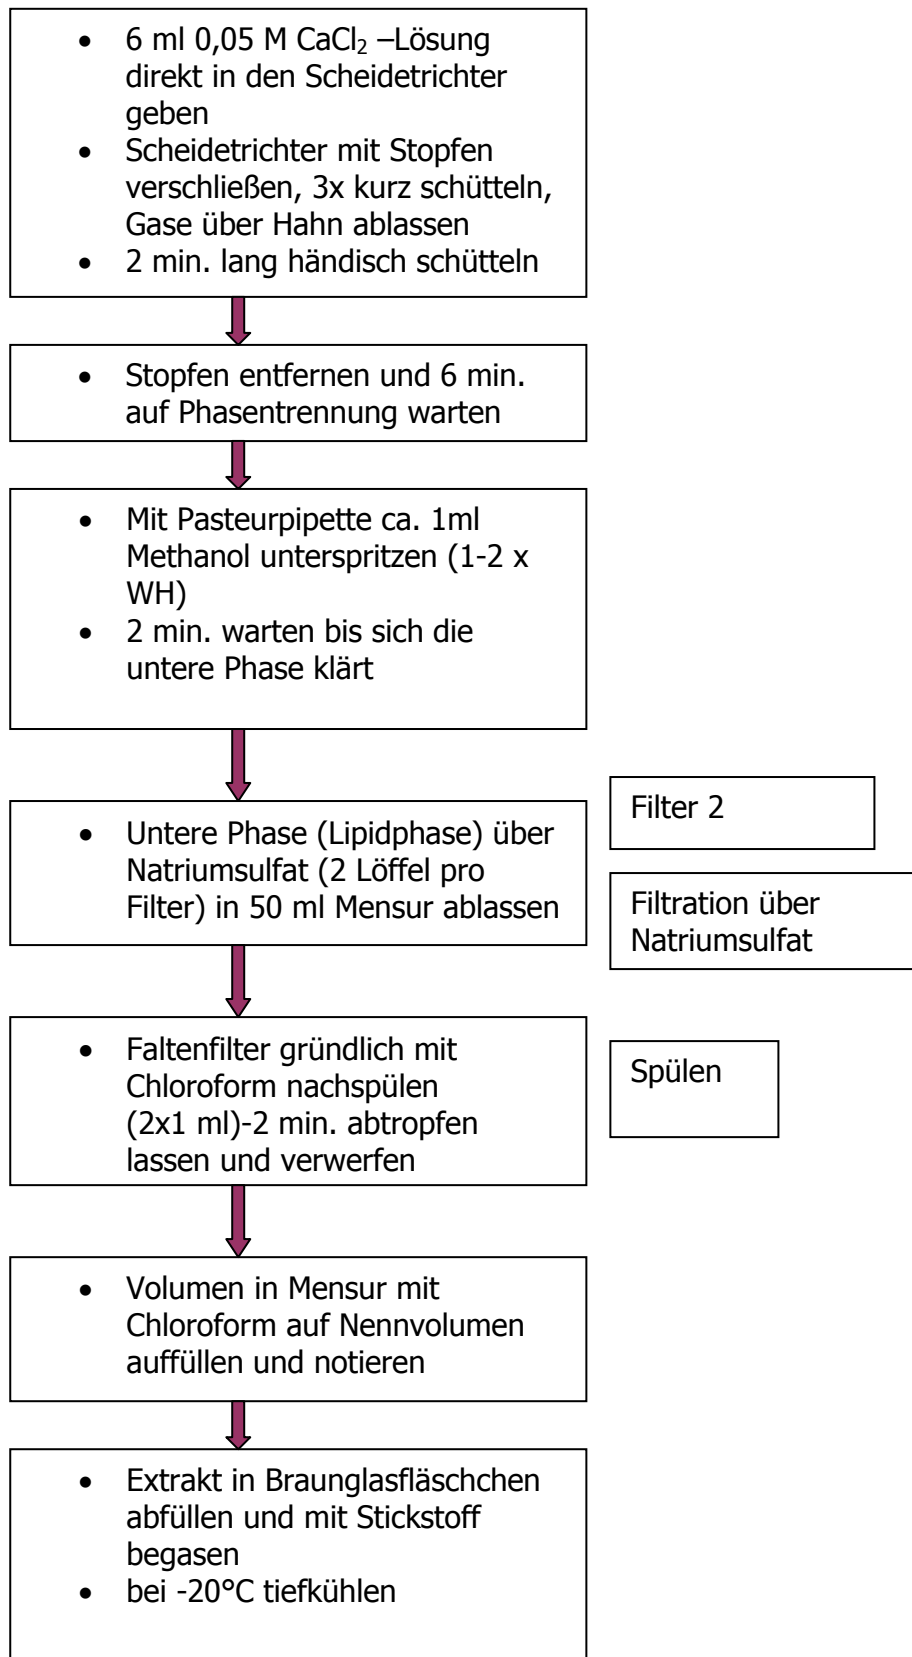 • 6 ml 0,05 M CaCl₂ –Lösung
direkt in den Scheidetrichter
geben
• Scheidetrichter mit Stopfen
verschließen, 3x kurz schütteln,
Gase über Hahn ablassen
• 2 min. lang händisch schütteln
• Stopfen entfernen und 6 min.
auf Phasentrennung warten
• Mit Pasteurpipette ca. 1ml
Methanol unterspritzen (1-2 x
WH)
• 2 min. warten bis sich die
untere Phase klärt
• Untere Phase (Lipidphase) über
Natriumsulfat (2 Löffel pro
Filter) in 50 ml Mensur ablassen
Filter 2
Filtration über
Natriumsulfat
• Faltenfilter gründlich mit
Chloroform nachspülen
(2x1 ml)-2 min. abtropfen
lassen und verwerfen
Spülen
• Volumen in Mensur mit
Chloroform auf Nennvolumen
auffüllen und notieren
• Extrakt in Braunglasfläschchen
abfüllen und mit Stickstoff
begasen
• bei -20°C tiefkühlen